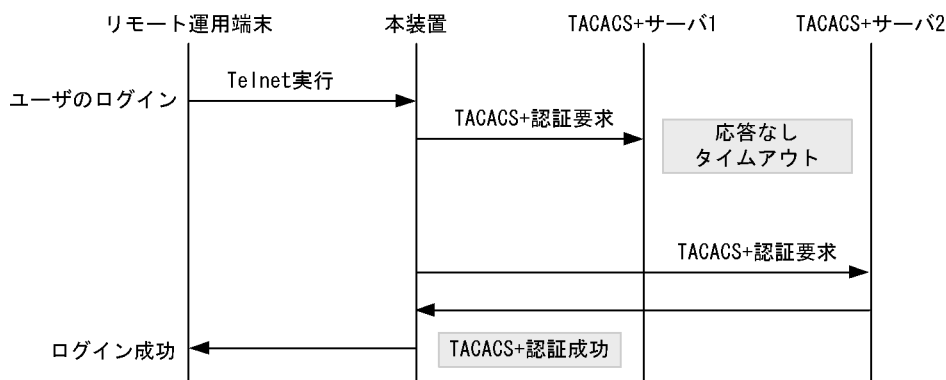 リモート運用端末
本装置
TACACS+サーバ1
TACACS+サーバ2
ユーザのログイン
Telnet実行
TACACS+認証要求
応答なし
タイムアウト
TACACS+認証要求
ログイン成功
TACACS+認証成功